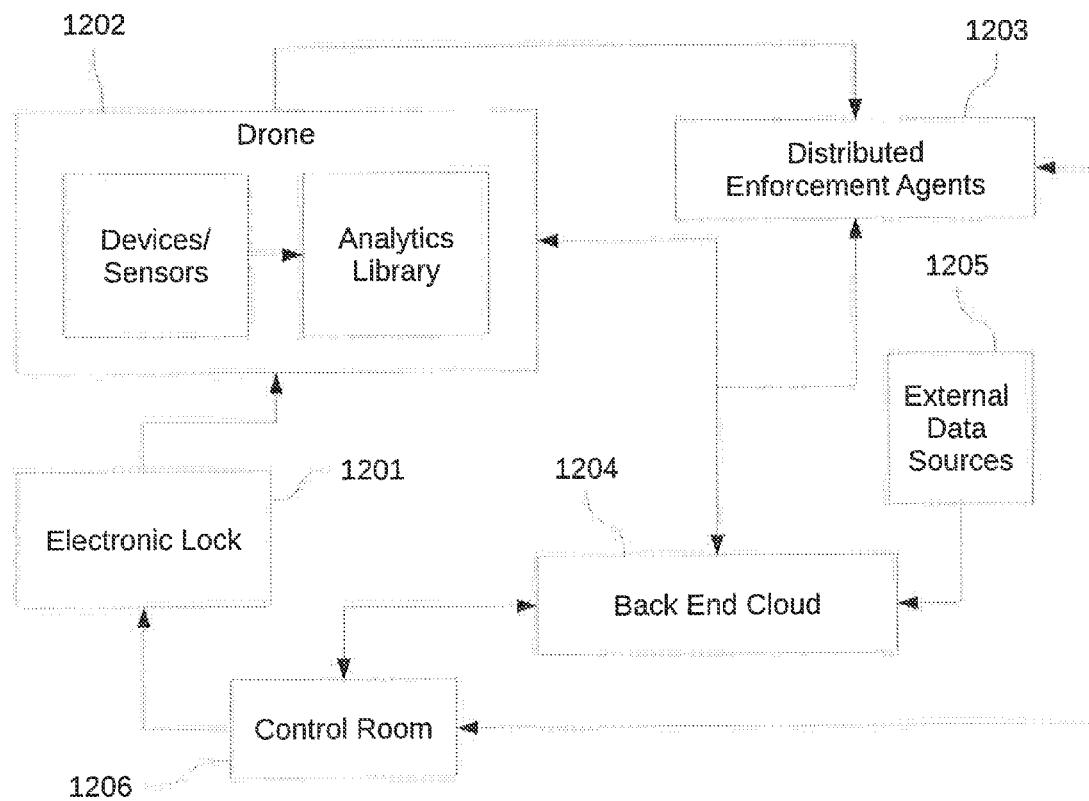 1202
1203
Drone
Distributed
Enforcement Agents
Devices/
Sensors
Analytics
Library
1205
External
Data
Sources
1201
1204
Electronic Lock
Back End Cloud
Control Room
1206